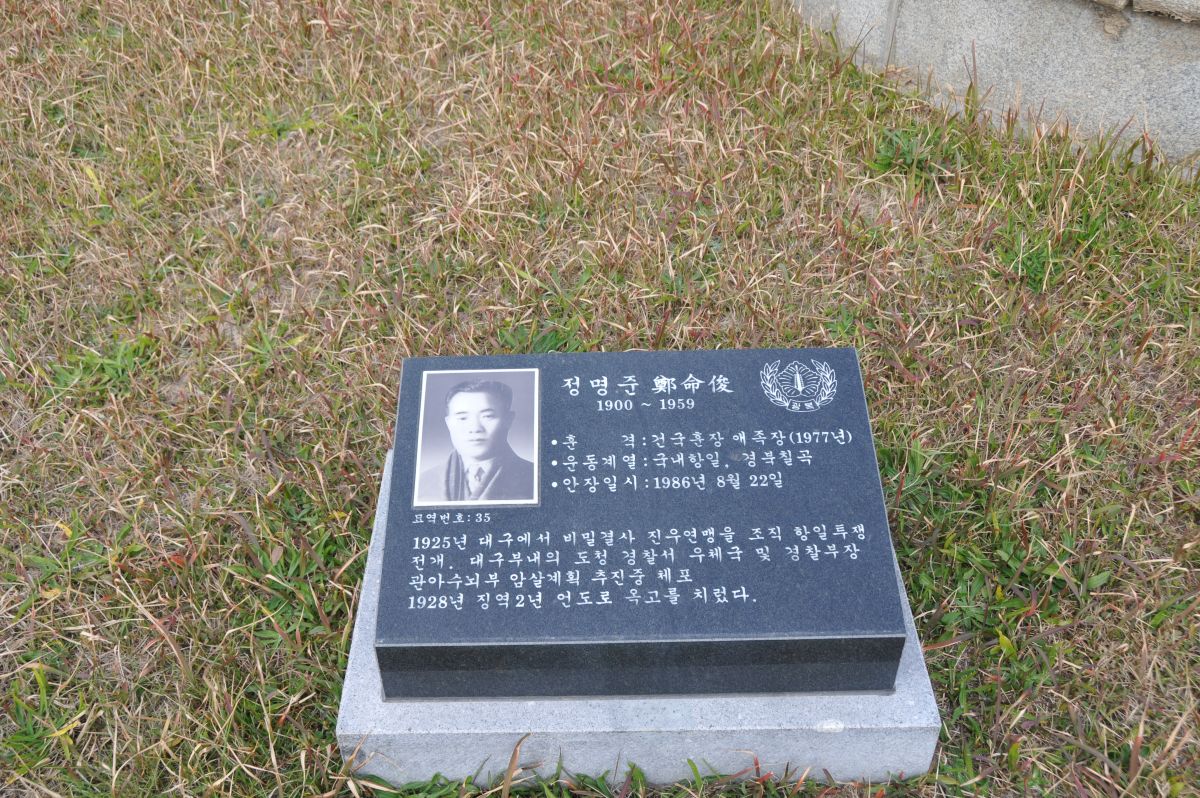 정명준 鄭命俊
1900 ~ 1959
광복
• 훈 격 : 건국훈장 애족장 (1977년)
• 운동계열 : 국내항일, 경북칠곡
• 안장일시 : 1986년 8월 22일
묘역번호 : 35
1925년 대구에서 비밀결사 진우연맹을 조직 항일투쟁
전개. 대구부내의 도청 경찰서 우체국 및 경찰부장
관아수뇌부 암살계획 추진중 체포
1928년 징역2년 언도로 옥고를 치렀다.